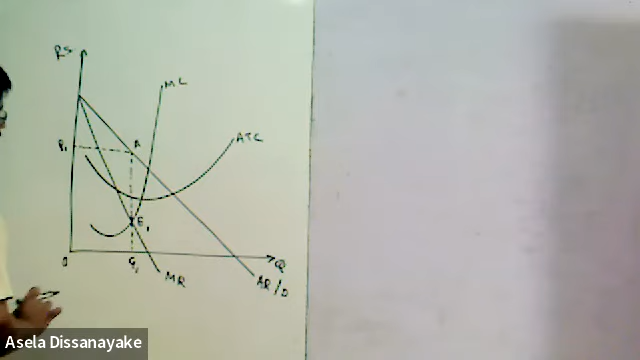 Rs
MC
ATC
P1
A
E1
0
Q1
Q
MR
AR/D
Asela Dissanayake